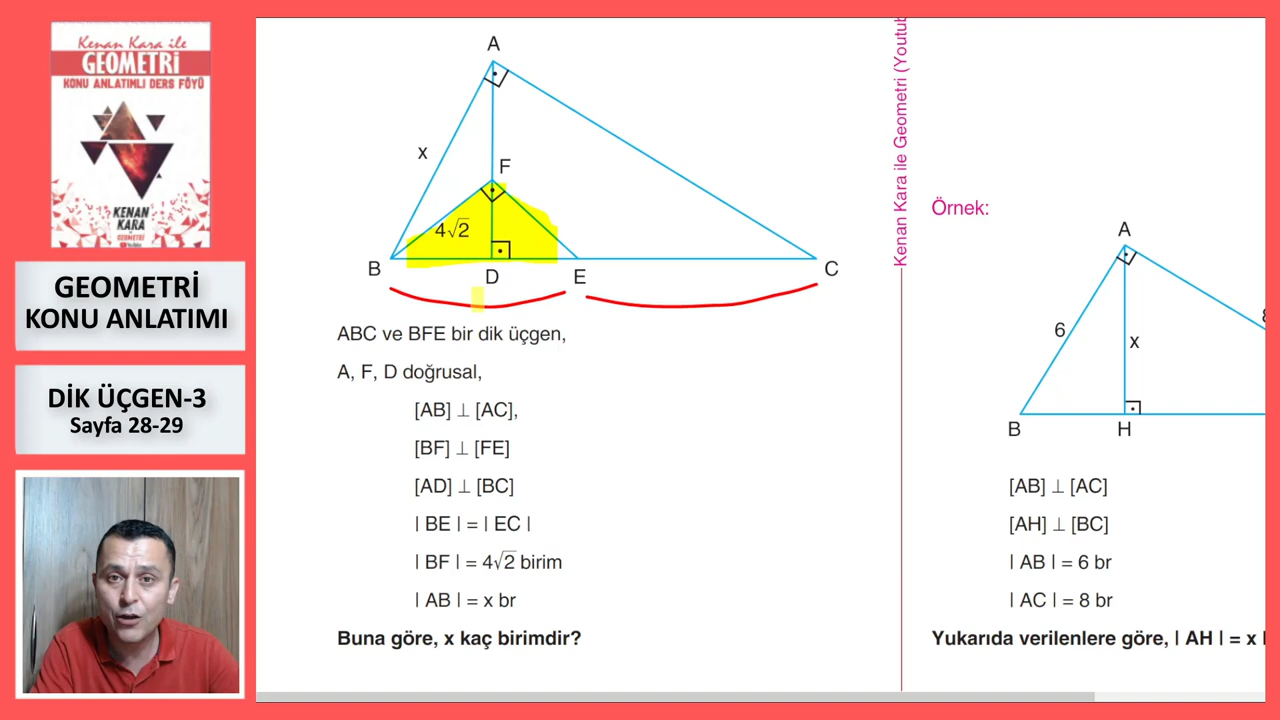 Kenan Kara ile
GEOMETRİ
KONU ANLATIMLI DERS FÖYÜ
KENAN
KARA
GEOMETRİ KONU ANLATIMI
DİK ÜÇGEN-3
Sayfa 28-29
A
x
F
4√2
B
D
E
C
ABC ve BFE bir dik üçgen,
A, F, D doğrusal,
[AB] ⊥ [AC],
[BF] ⊥ [FE]
[AD] ⊥ [BC]
| BE | = | EC |
| BF | = 4√2 birim
| AB | = x br
Buna göre, x kaç birimdir?
Kenan Kara ile Geometri (Youtub
Örnek:
A
6
x
8
B
H
[AB] ⊥ [AC]
[AH] ⊥ [BC]
| AB | = 6 br
| AC | = 8 br
Yukarıda verilenlere göre, | AH | = x